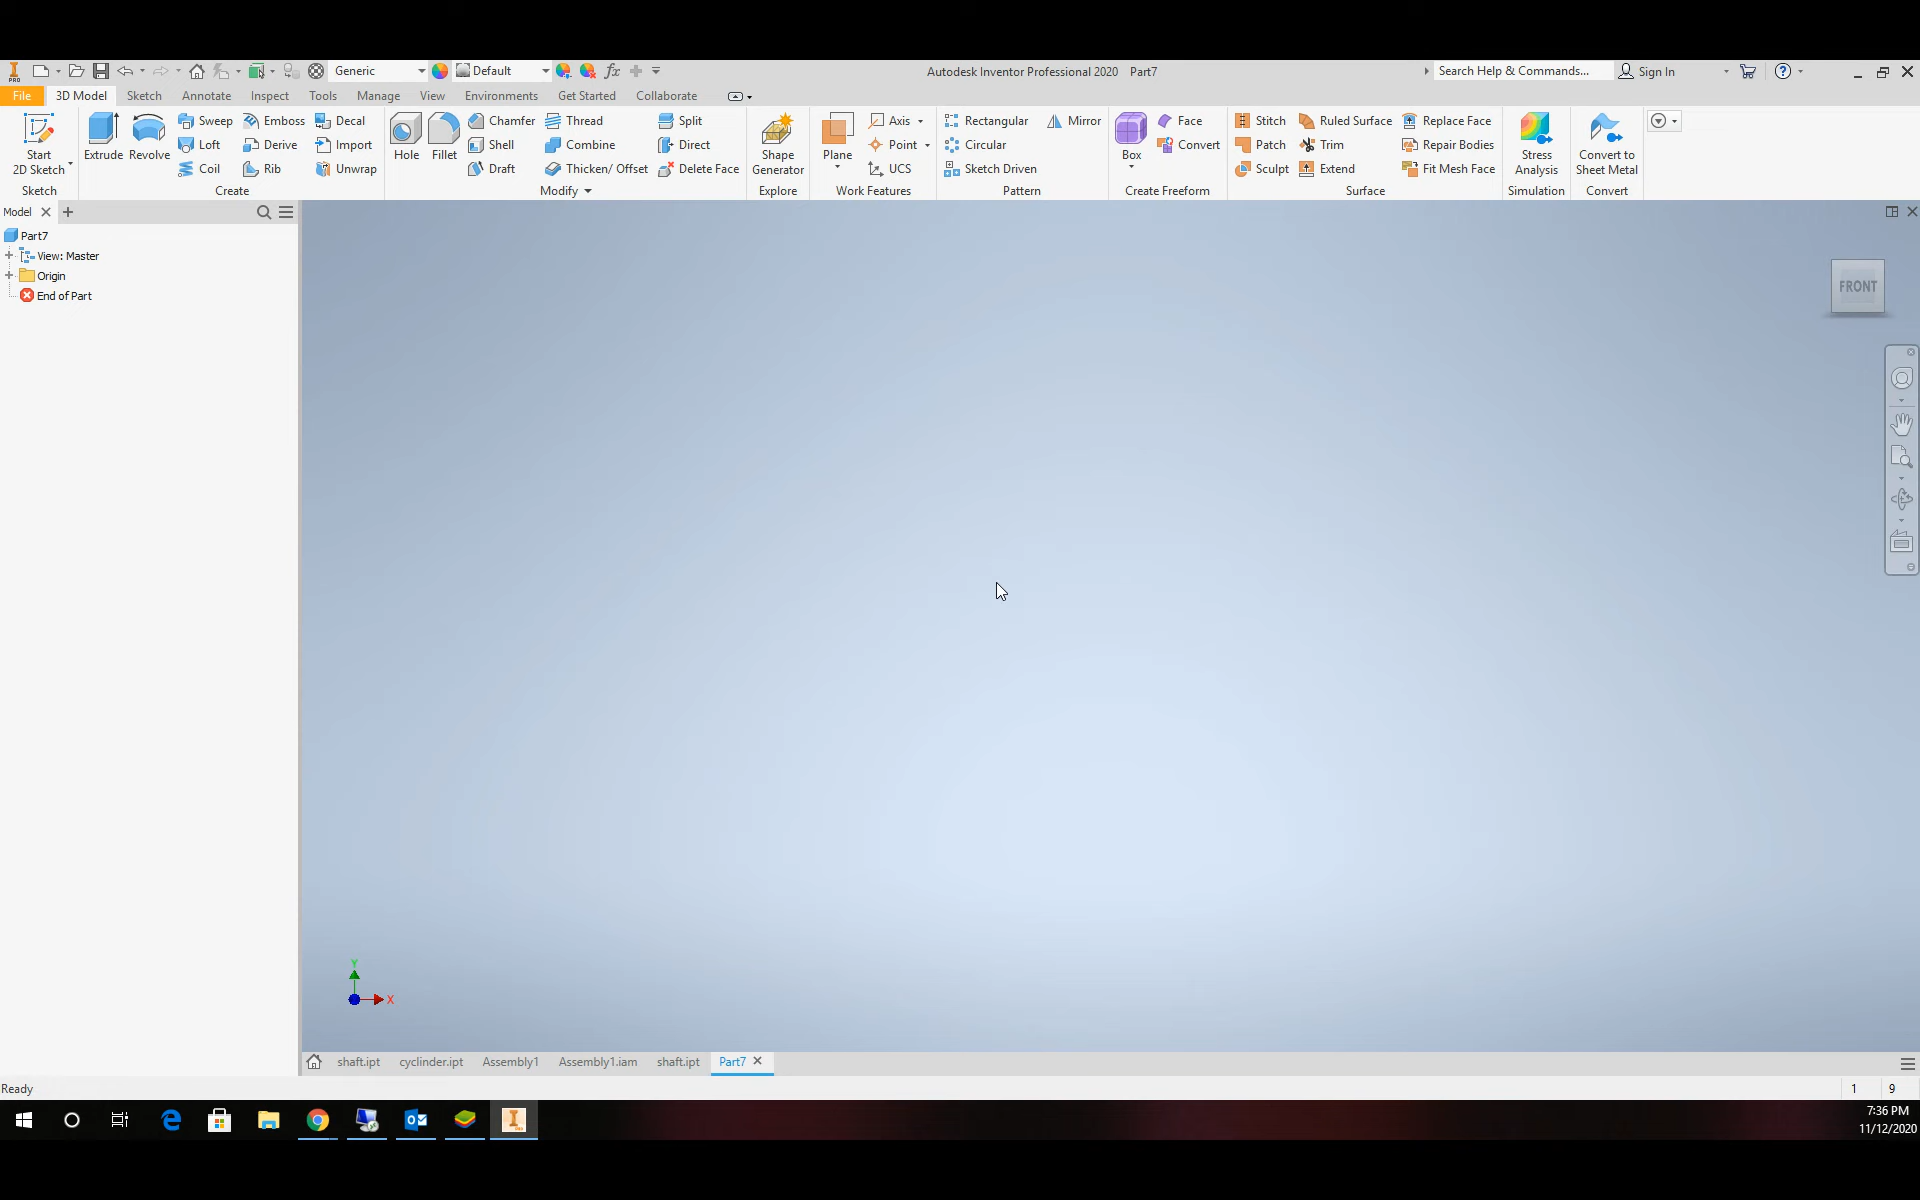 PRO Generic Default fx Autodesk Inventor Professional 2020 Part7 Search Help & Commands... Sign In
File 3D Model Sketch Annotate Inspect Tools Manage View Environments Get Started Collaborate
Start 2D Sketch
Sketch
Extrude Revolve
Sweep Emboss Decal
Loft Derive Import
Coil Rib Unwrap
Create
Hole Fillet
Chamfer Thread Split
Shell Combine Direct
Draft Thicken/ Offset Delete Face
Modify
Shape Generator
Explore
Plane
Axis
Point
UCS
Work Features
Rectangular Mirror
Circular
Sketch Driven
Pattern
Box
Face
Convert
Create Freeform
Stitch Ruled Surface Replace Face
Patch Trim Repair Bodies
Sculpt Extend Fit Mesh Face
Surface
Stress Analysis
Simulation
Convert to Sheet Metal
Convert
Model
Part7
View: Master
Origin
End of Part
FRONT
Y
X
shaft.ipt cyclinder.ipt Assembly1 Assembly1.iam shaft.ipt Part7
Ready 1 9
7:36 PM
11/12/2020